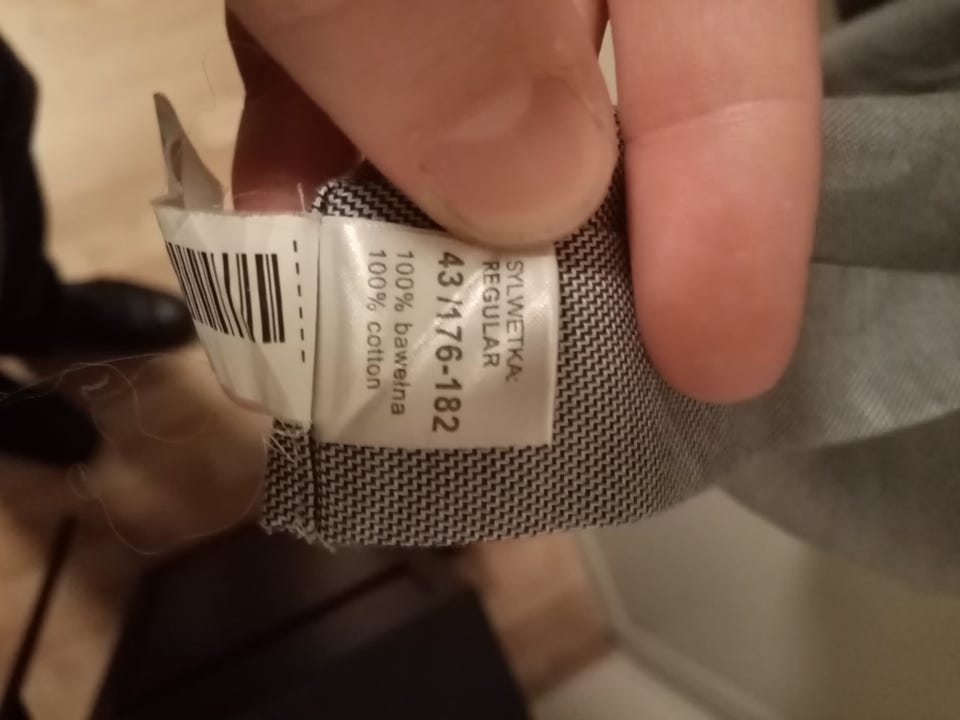 SYLWETKA:
REGULAR
43 /176-182
100% bawełna
100% cotton